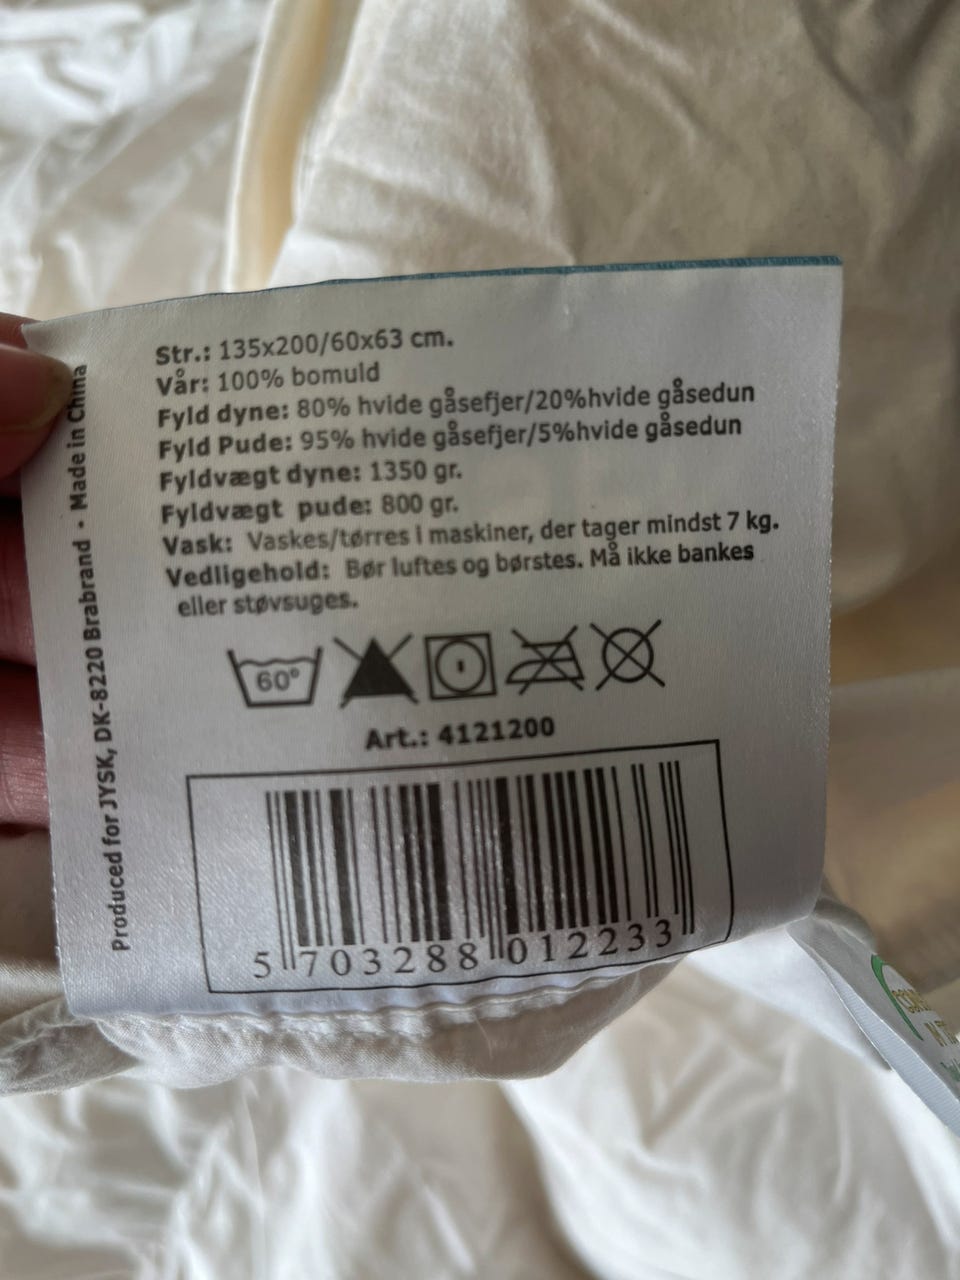 Str.: 135x200/60x63 cm.
Vår: 100% bomuld
Fyld dyne: 80% hvide gåsefjer/20%hvide gåsedun
Fyld Pude: 95% hvide gåsefjer/5%hvide gåsedun
Fyldvægt dyne: 1350 gr.
Fyldvægt pude: 800 gr.
Vask: Vaskes/tørres i maskiner, der tager mindst 7 kg.
Vedligehold: Bør luftes og børstes. Må ikke bankes
eller støvsuges.
60°
Art.: 4121200
5 703288 012233
Produced for JYSK, DK-8220 Brabrand · Made in China